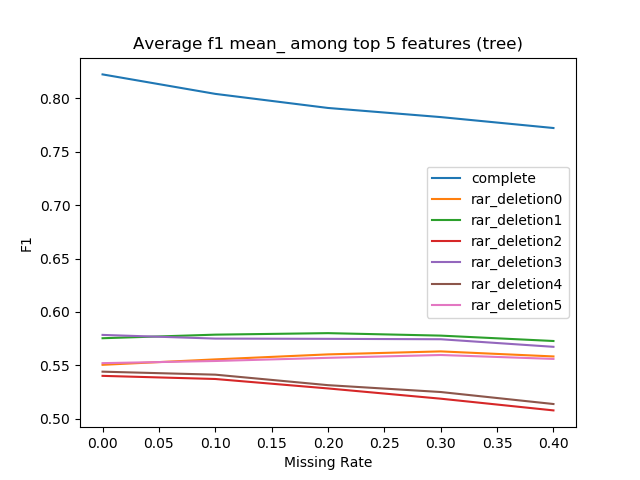 Average f1 mean_ among top 5 features (tree)
F1
0.80
0.75
0.70
0.65
0.60
0.55
0.50
complete
rar_deletion0
rar_deletion1
rar_deletion2
rar_deletion3
rar_deletion4
rar_deletion5
0.00 0.05 0.10 0.15 0.20 0.25 0.30 0.35 0.40
Missing Rate